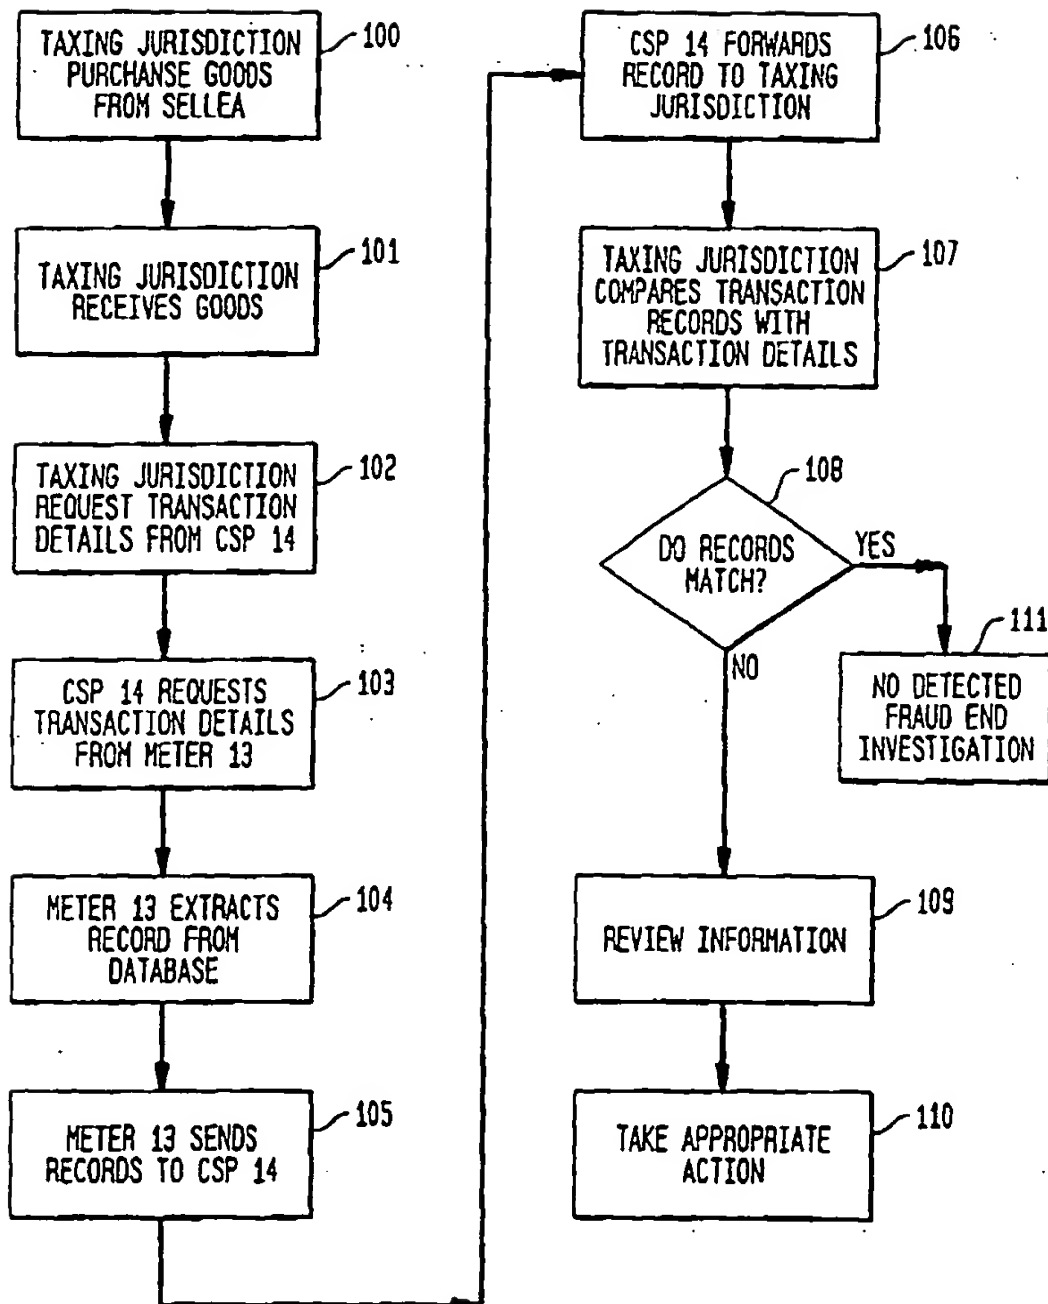 TAXING JURISDICTION
PURCHANSE GOODS
FROM SELLEA
100
TAXING JURISDICTION
RECEIVES GOODS
101
TAXING JURISDICTION
REQUEST TRANSACTION
DETAILS FROM CSP 14
102
CSP 14 REQUESTS
TRANSACTION DETAILS
FROM METER 13
103
METER 13 EXTRACTS
RECORD FROM
DATABASE
104
METER 13 SENDS
RECORDS TO CSP 14
105
CSP 14 FORWARDS
RECORD TO TAXING
JURISDICTION
106
TAXING JURISDICTION
COMPARES TRANSACTION
RECORDS WITH
TRANSACTION DETAILS
107
DO RECORDS
MATCH?
108
YES
NO
NO DETECTED
FRAUD END
INVESTIGATION
111
REVIEW INFORMATION
109
TAKE APPROPRIATE
ACTION
110